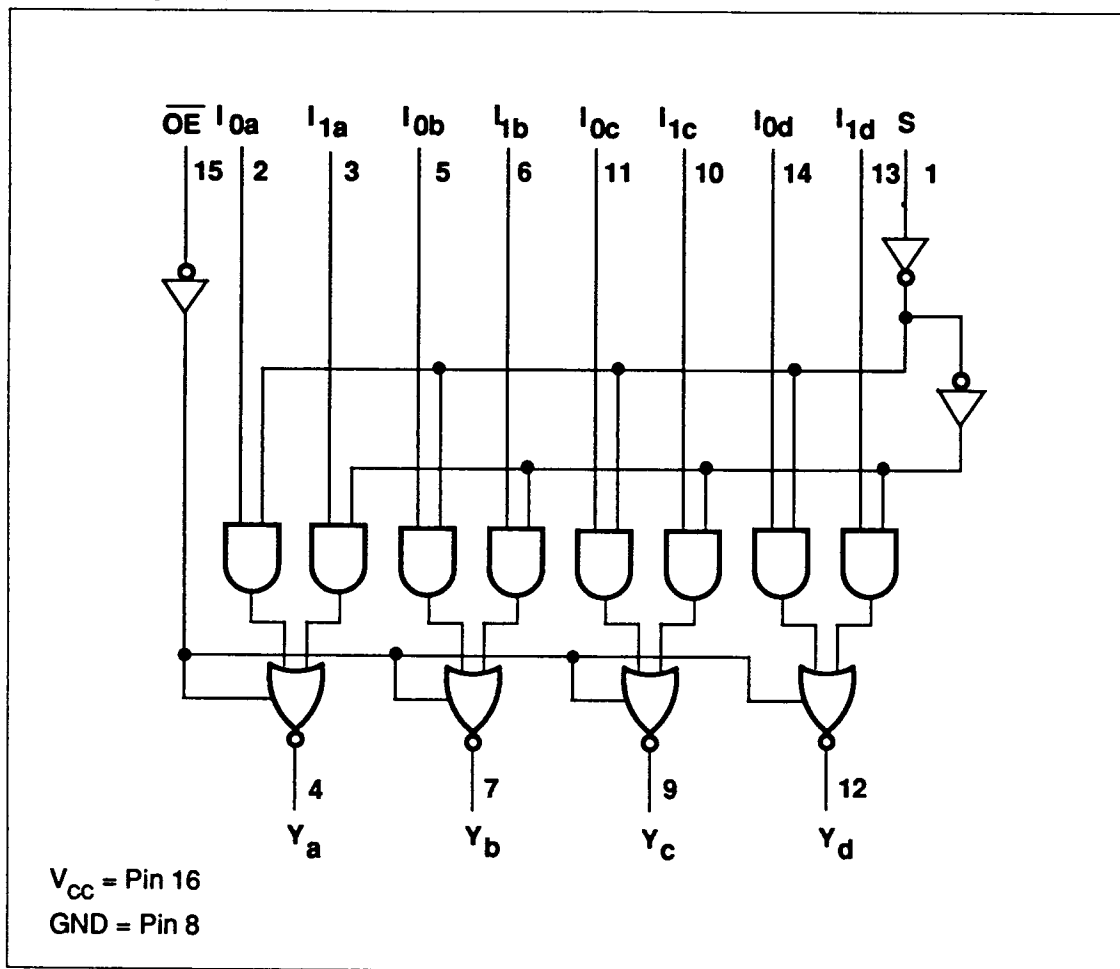 OE I0a I1a I0b I1b I0c I1c I0d I1d S
15 2 3 5 6 11 10 14 13 1
4 7 9 12
Ya Yb Yc Yd
VCC = Pin 16
GND = Pin 8